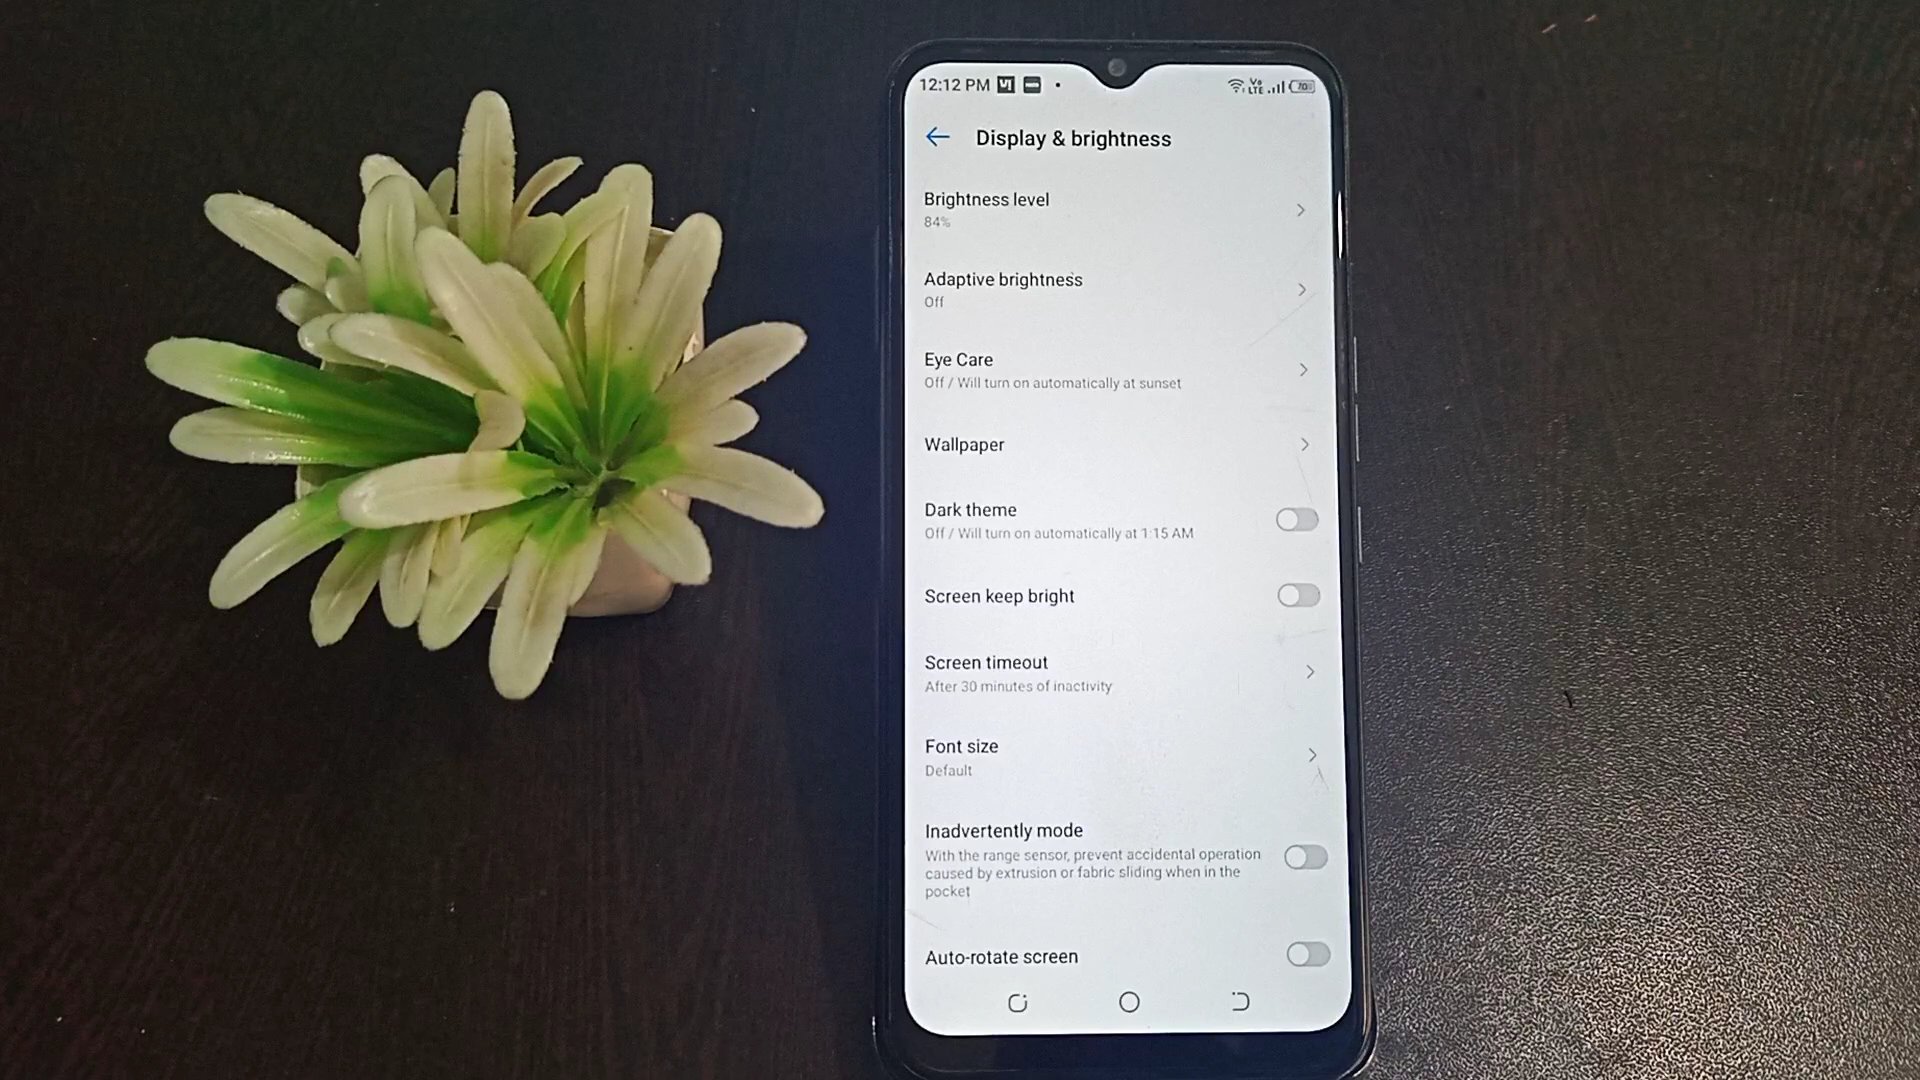 12:12 PM
Vo
LTE
70
Display & brightness
Brightness level
84%
Adaptive brightness
Off
Eye Care
Off / Will turn on automatically at sunset
Wallpaper
Dark theme
Off / Will turn on automatically at 1:15 AM
Screen keep bright
Screen timeout
After 30 minutes of inactivity
Font size
Default
Inadvertently mode
With the range sensor, prevent accidental operation
caused by extrusion or fabric sliding when in the
pocket
Auto-rotate screen